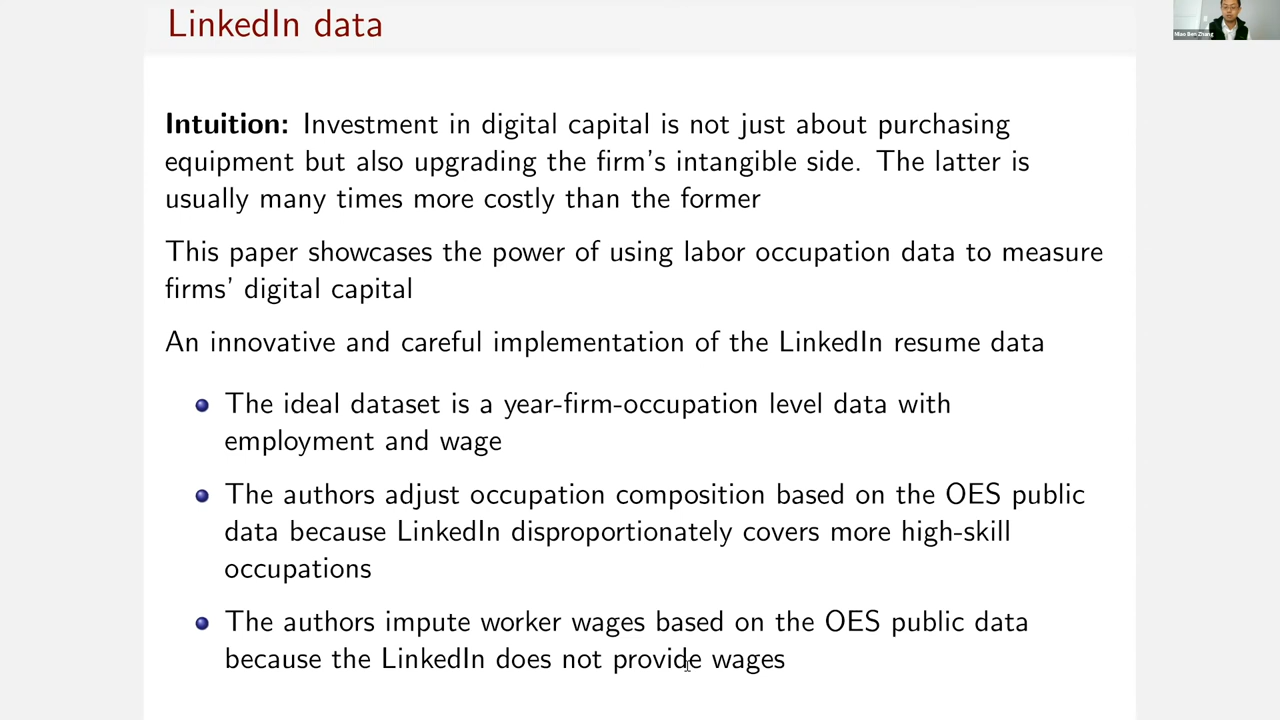 LinkedIn data
Miao Ben Zhang
Intuition: Investment in digital capital is not just about purchasing
equipment but also upgrading the firm's intangible side. The latter is
usually many times more costly than the former
This paper showcases the power of using labor occupation data to measure
firms' digital capital
An innovative and careful implementation of the LinkedIn resume data
The ideal dataset is a year-firm-occupation level data with
employment and wage
The authors adjust occupation composition based on the OES public
data because LinkedIn disproportionately covers more high-skill
occupations
The authors impute worker wages based on the OES public data
because the LinkedIn does not provide wages